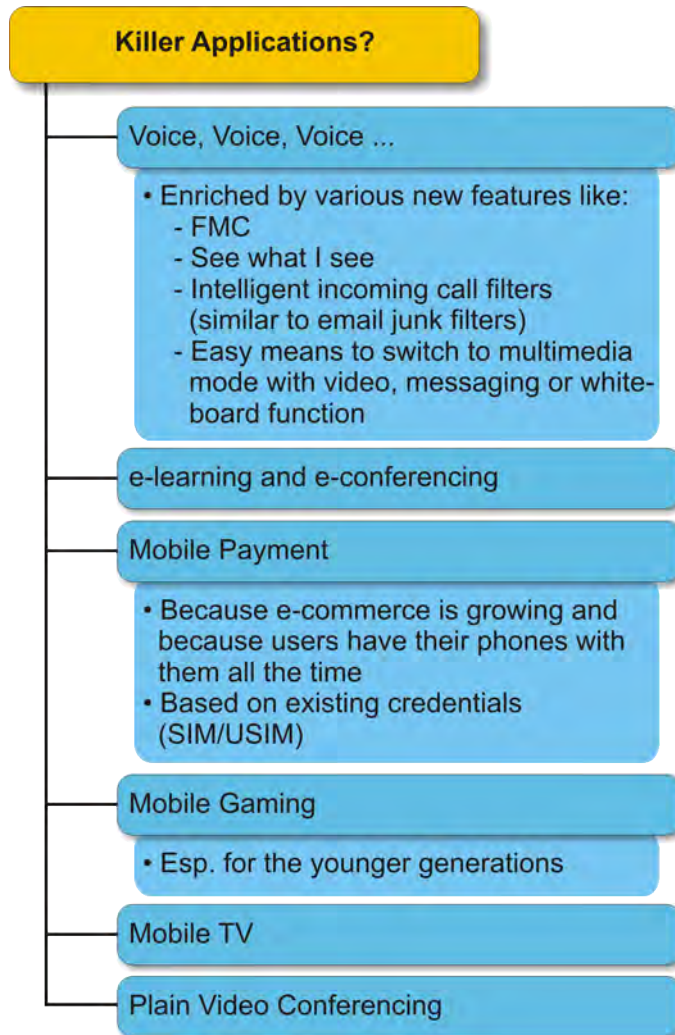 Killer Applications?
Voice, Voice, Voice ...
• Enriched by various new features like:
- FMC
- See what I see
- Intelligent incoming call filters
(similar to email junk filters)
- Easy means to switch to multimedia
mode with video, messaging or white-
board function
e-learning and e-conferencing
Mobile Payment
• Because e-commerce is growing and
because users have their phones with
them all the time
• Based on existing credentials
(SIM/USIM)
Mobile Gaming
• Esp. for the younger generations
Mobile TV
Plain Video Conferencing